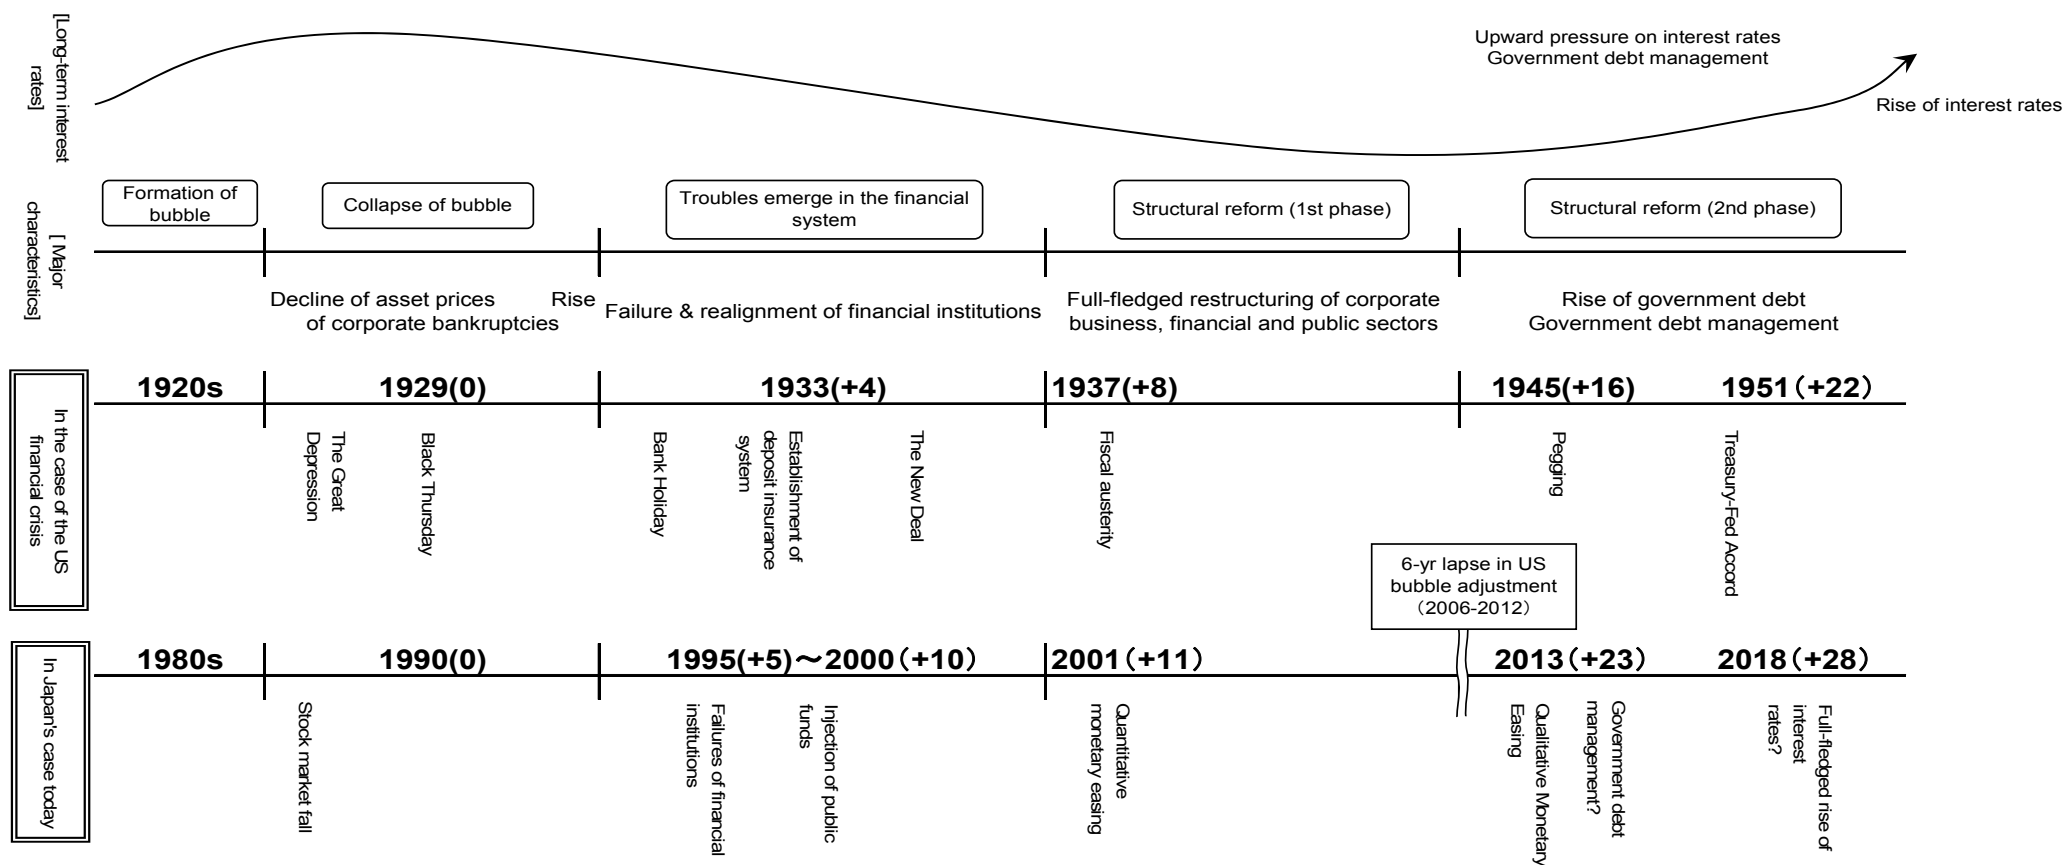 [Long-term interest
rates]
Upward pressure on interest rates
Government debt management
Rise of interest rates
[ Major
characteristics]
Formation of
bubble
Collapse of bubble
Troubles emerge in the financial
system
Structural reform (1st phase)
Structural reform (2nd phase)
Decline of asset prices Rise
of corporate bankruptcies
Failure & realignment of financial institutions
Full-fledged restructuring of corporate
business, financial and public sectors
Rise of government debt
Government debt management
In the case of the US
financial crisis
1920s
1929(0)
1933(+4)
1937(+8)
1945(+16)
1951(+22)
The Great
Depression
Black Thursday
Bank Holiday
Establishment of
deposit insurance
system
The New Deal
Fiscal austerity
Pegging
Treasury-Fed Accord
6-yr lapse in US
bubble adjustment
(2006-2012)
In Japan's case today
1980s
1990(0)
1995(+5)～2000(+10)
2001(+11)
2013(+23)
2018(+28)
Stock market fall
Failures of financial
institutions
Injection of public
funds
Quantitative
monetary easing
Qualitative Monetary
Easing
Government debt
management?
Full-fledged rise of
interest
rates?